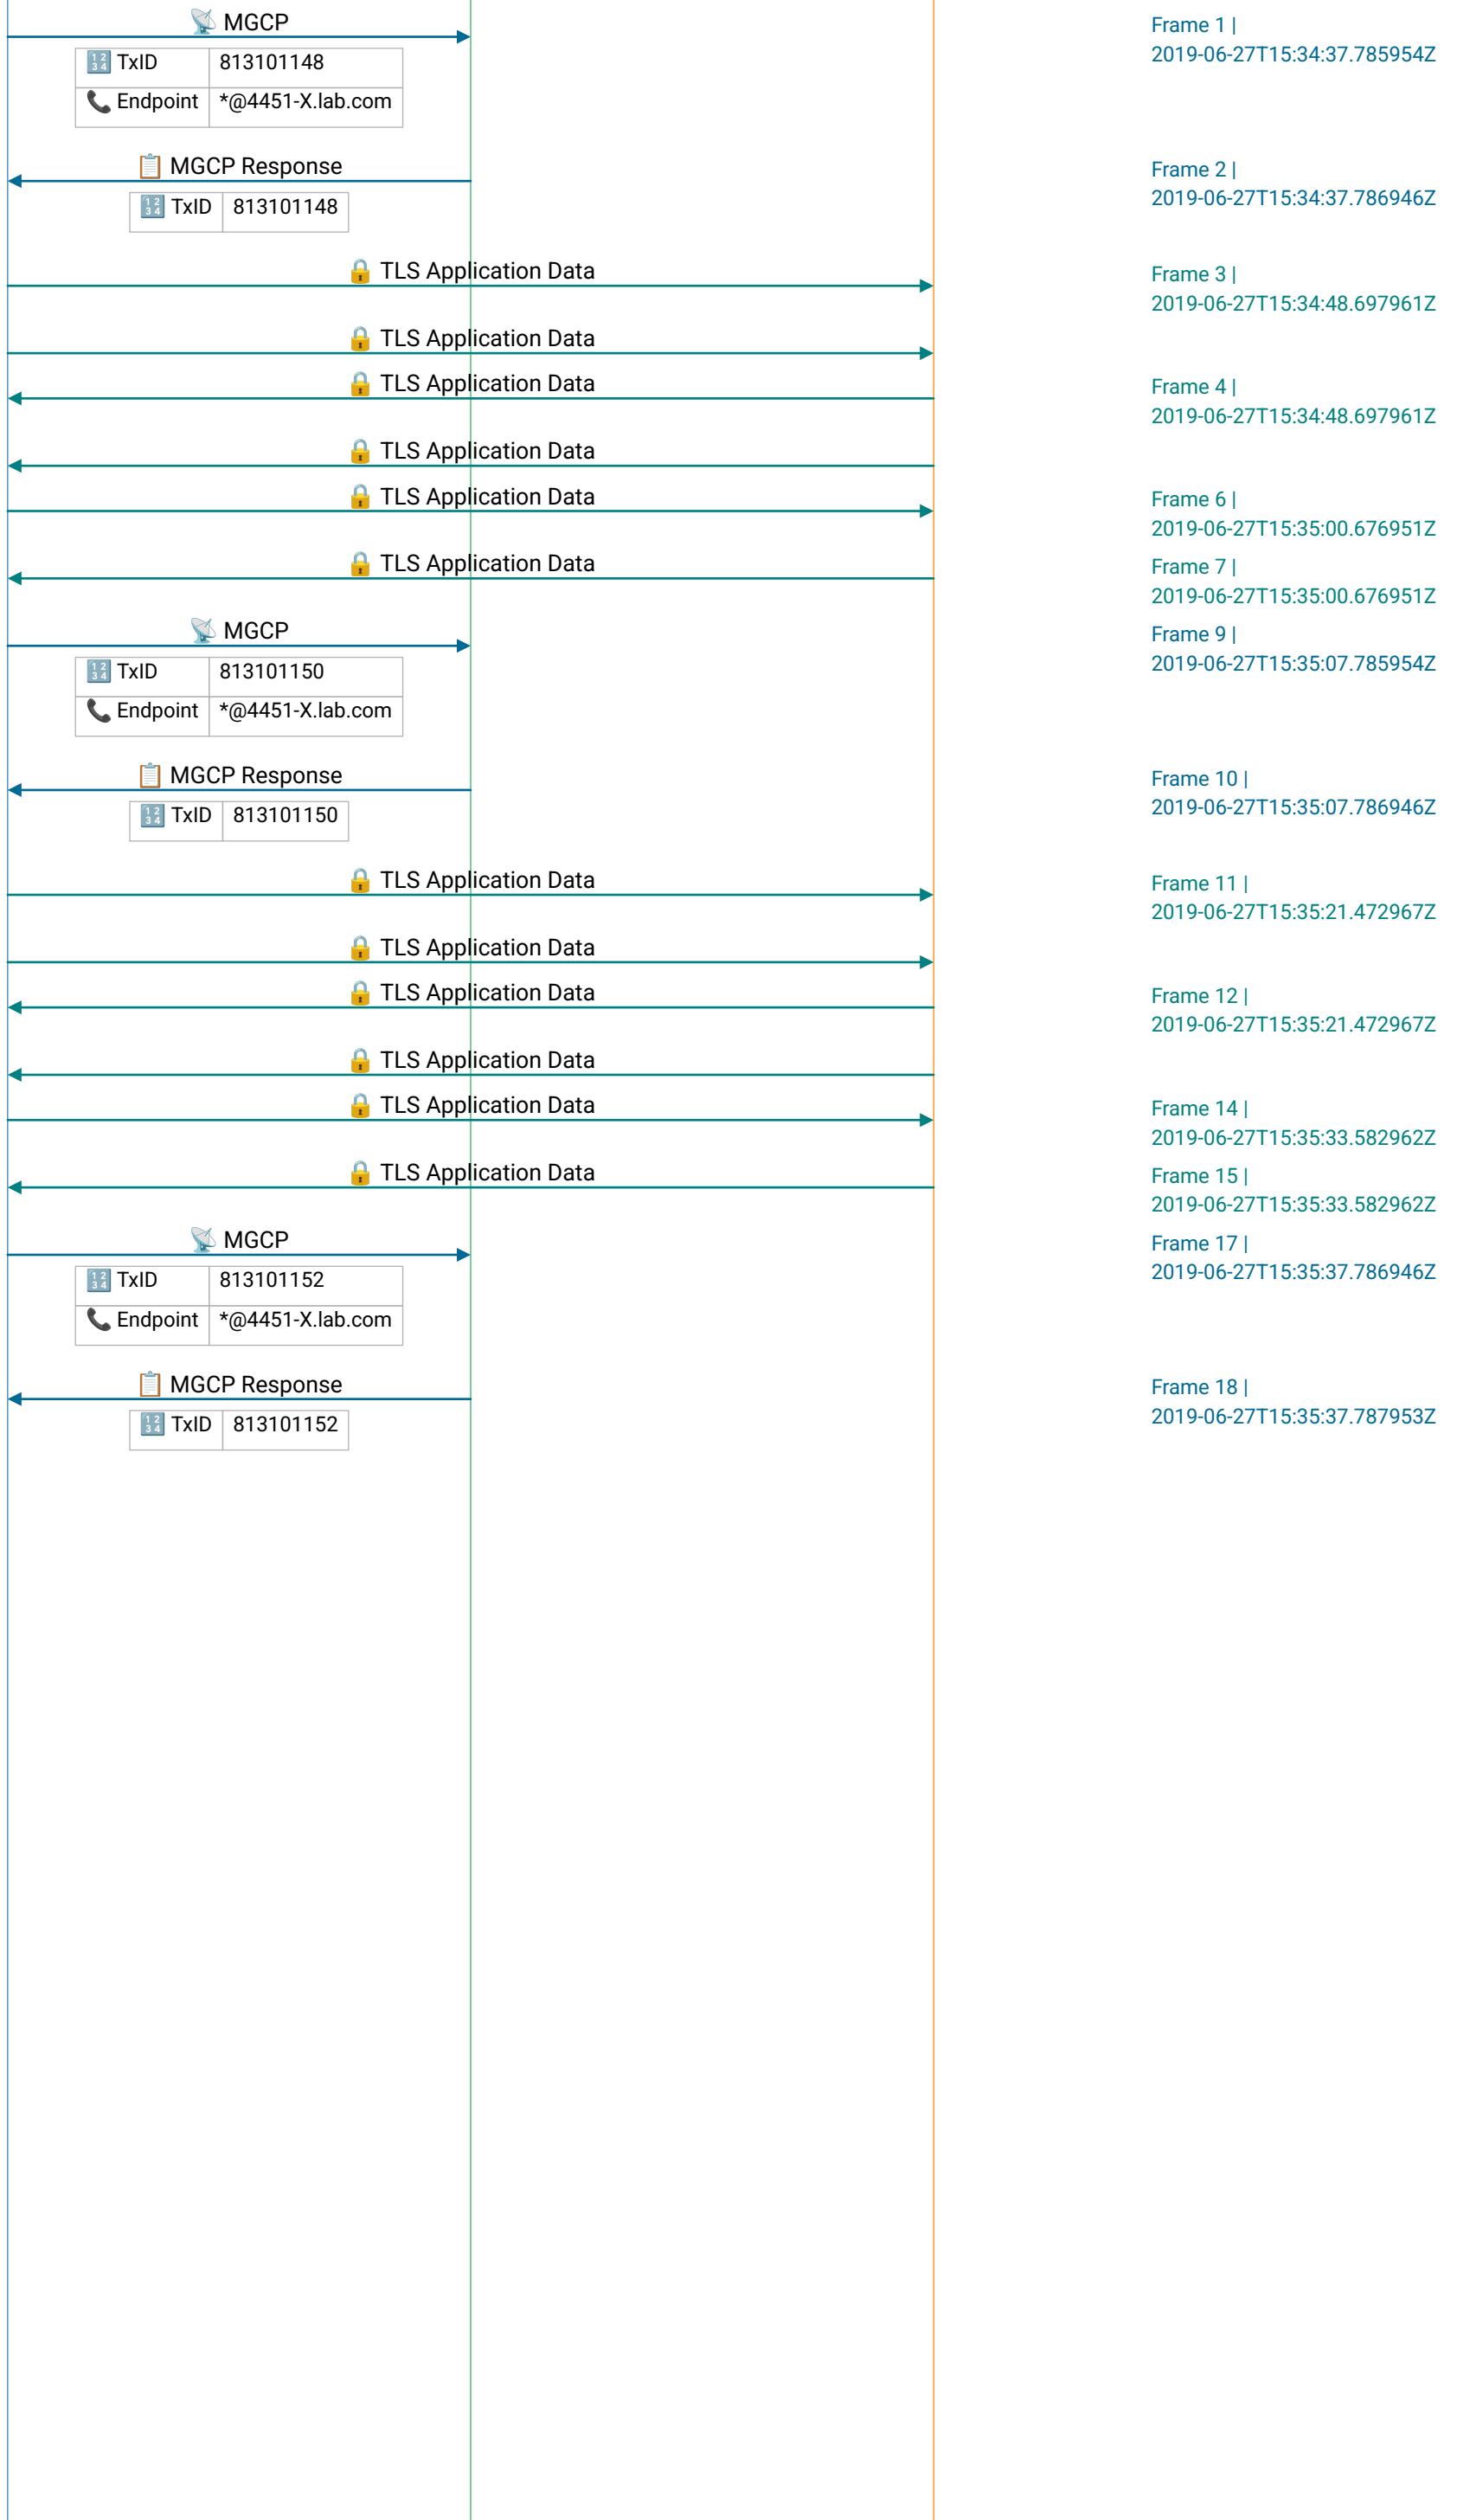 📡 MGCP
Frame 1 |
2019-06-27T15:34:37.785954Z
🔢 TxID 813101148
📞 Endpoint *@4451-X.lab.com
📋 MGCP Response
Frame 2 |
2019-06-27T15:34:37.786946Z
🔢 TxID 813101148
🔒 TLS Application Data
Frame 3 |
2019-06-27T15:34:48.697961Z
🔒 TLS Application Data
🔒 TLS Application Data
Frame 4 |
2019-06-27T15:34:48.697961Z
🔒 TLS Application Data
🔒 TLS Application Data
Frame 6 |
2019-06-27T15:35:00.676951Z
🔒 TLS Application Data
Frame 7 |
2019-06-27T15:35:00.676951Z
📡 MGCP
Frame 9 |
2019-06-27T15:35:07.785954Z
🔢 TxID 813101150
📞 Endpoint *@4451-X.lab.com
📋 MGCP Response
Frame 10 |
2019-06-27T15:35:07.786946Z
🔢 TxID 813101150
🔒 TLS Application Data
Frame 11 |
2019-06-27T15:35:21.472967Z
🔒 TLS Application Data
🔒 TLS Application Data
Frame 12 |
2019-06-27T15:35:21.472967Z
🔒 TLS Application Data
🔒 TLS Application Data
Frame 14 |
2019-06-27T15:35:33.582962Z
🔒 TLS Application Data
Frame 15 |
2019-06-27T15:35:33.582962Z
📡 MGCP
Frame 17 |
2019-06-27T15:35:37.786946Z
🔢 TxID 813101152
📞 Endpoint *@4451-X.lab.com
📋 MGCP Response
Frame 18 |
2019-06-27T15:35:37.787953Z
🔢 TxID 813101152